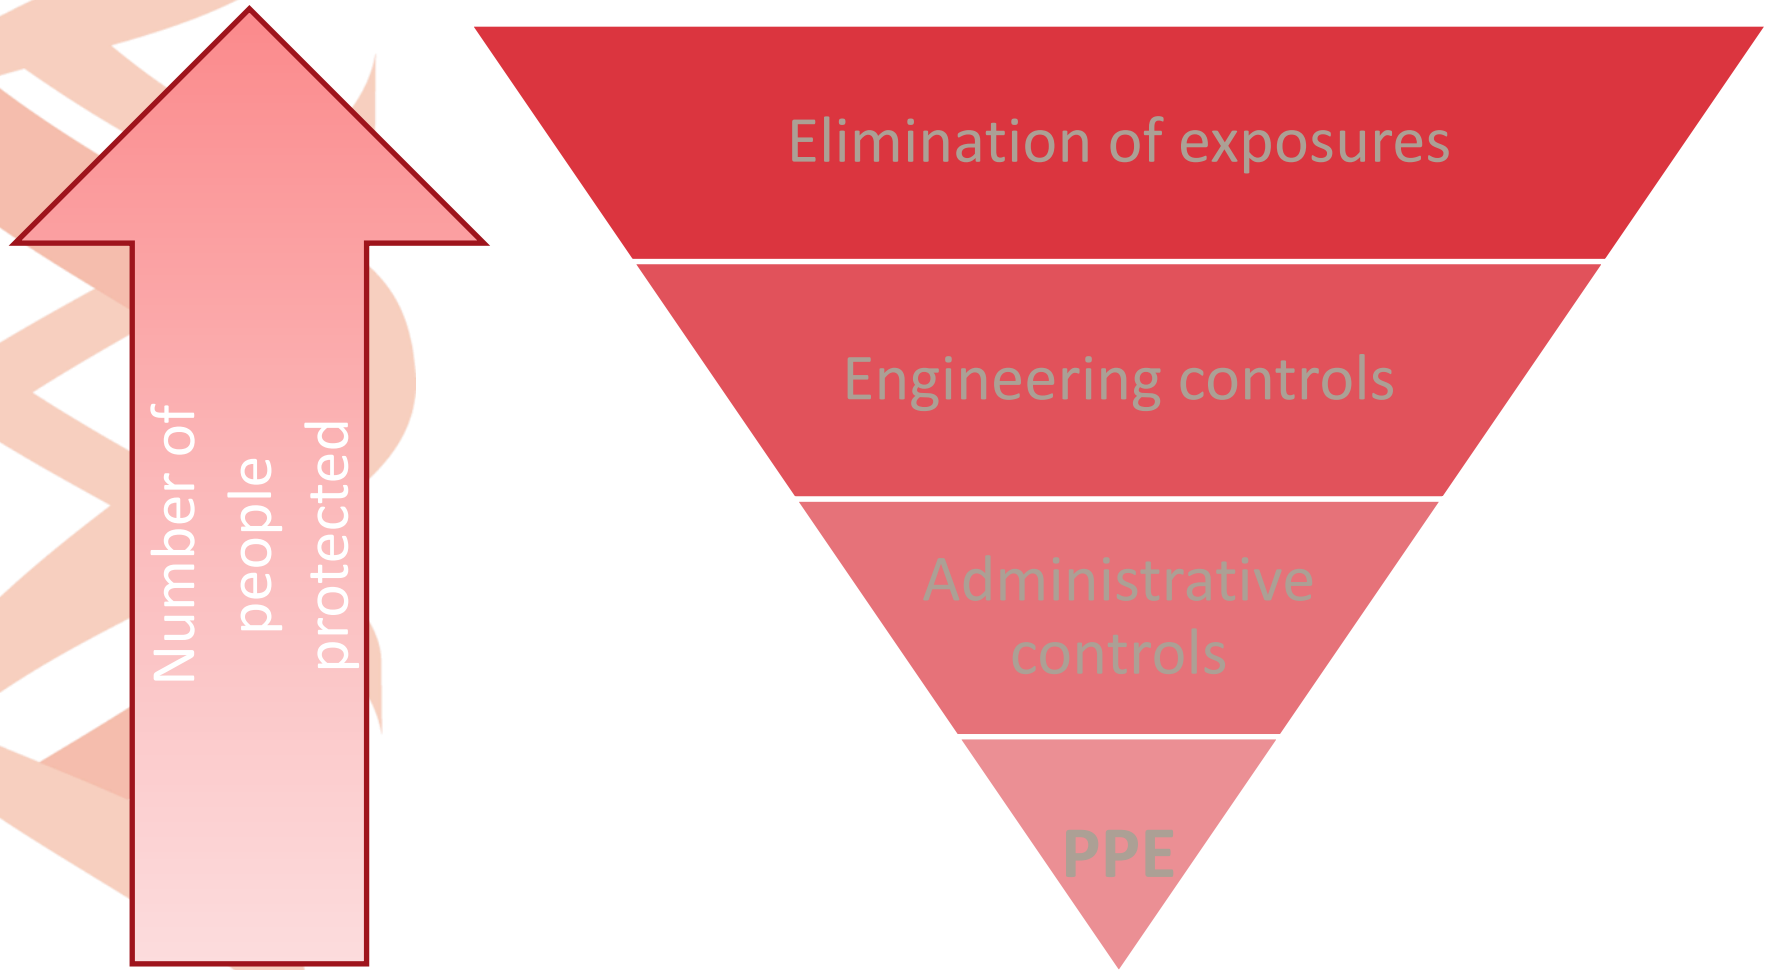 Number of
people
protected
Elimination of exposures
Engineering controls
Administrative
controls
PPE